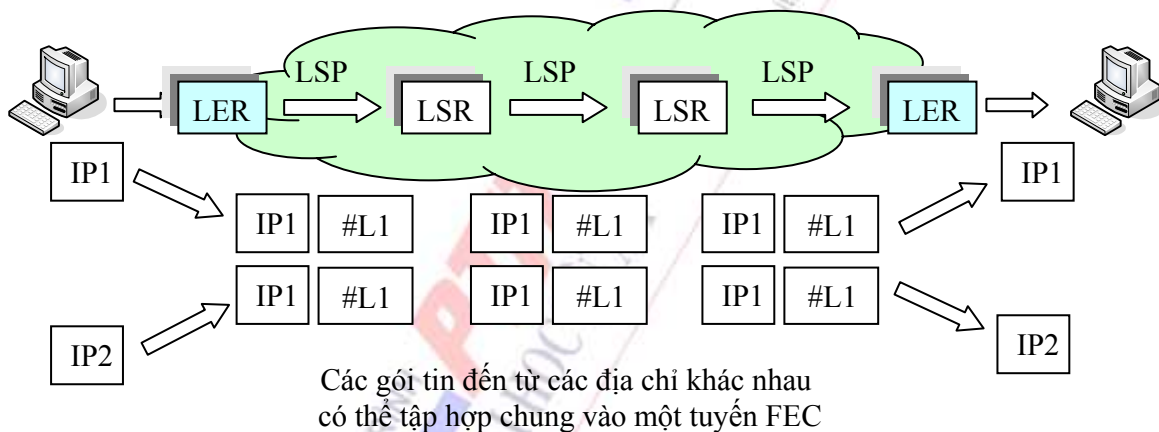 LSP LSP LSP
LER LSR LSR LER
IP1 IP1
IP1 #L1 IP1 #L1 IP1 #L1
IP1 #L1 IP1 #L1 IP1 #L1
IP2 IP2
Các gói tin đến từ các địa chỉ khác nhau
có thể tập hợp chung vào một tuyến FEC